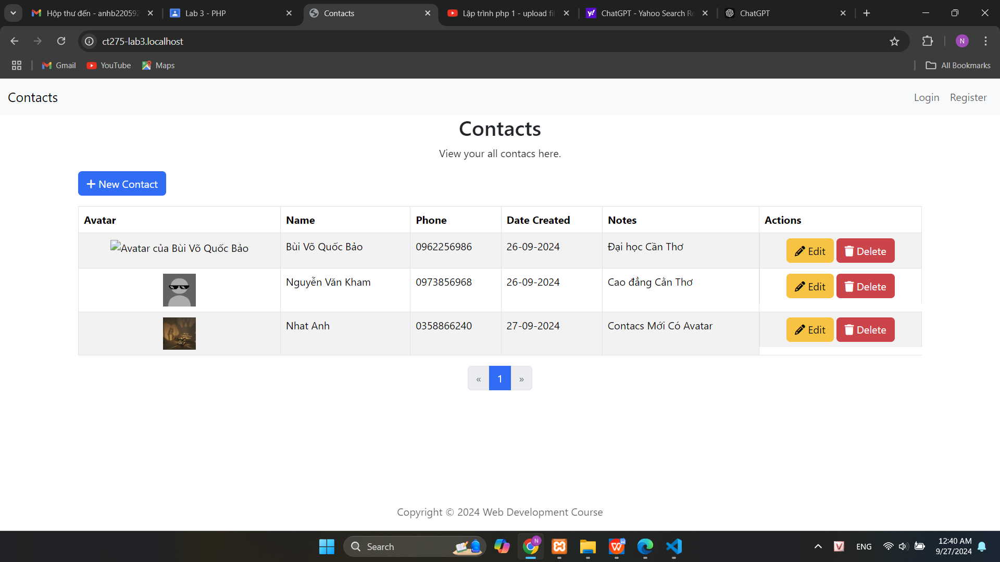 Hộp thư đến - anhb220592
Lab 3 - PHP
Contacts
Lập trình php 1 - upload fil
ChatGPT - Yahoo Search Re
ChatGPT
ct275-lab3.localhost
N
Gmail
YouTube
Maps
All Bookmarks
Contacts
Login
Register
Contacts
View your all contacs here.
New Contact
Avatar Name Phone Date Created Notes Actions
Avatar của Bùi Võ Quốc Bảo Bùi Võ Quốc Bảo 0962256986 26-09-2024 Đại học Cần Thơ Edit Delete
Nguyễn Văn Kham 0973856968 26-09-2024 Cao đẳng Cần Thơ Edit Delete
Nhat Anh 0358866240 27-09-2024 Contacs Mới Có Avatar Edit Delete
« 1 »
Copyright © 2024 Web Development Course
Search
ENG
12:40 AM
9/27/2024